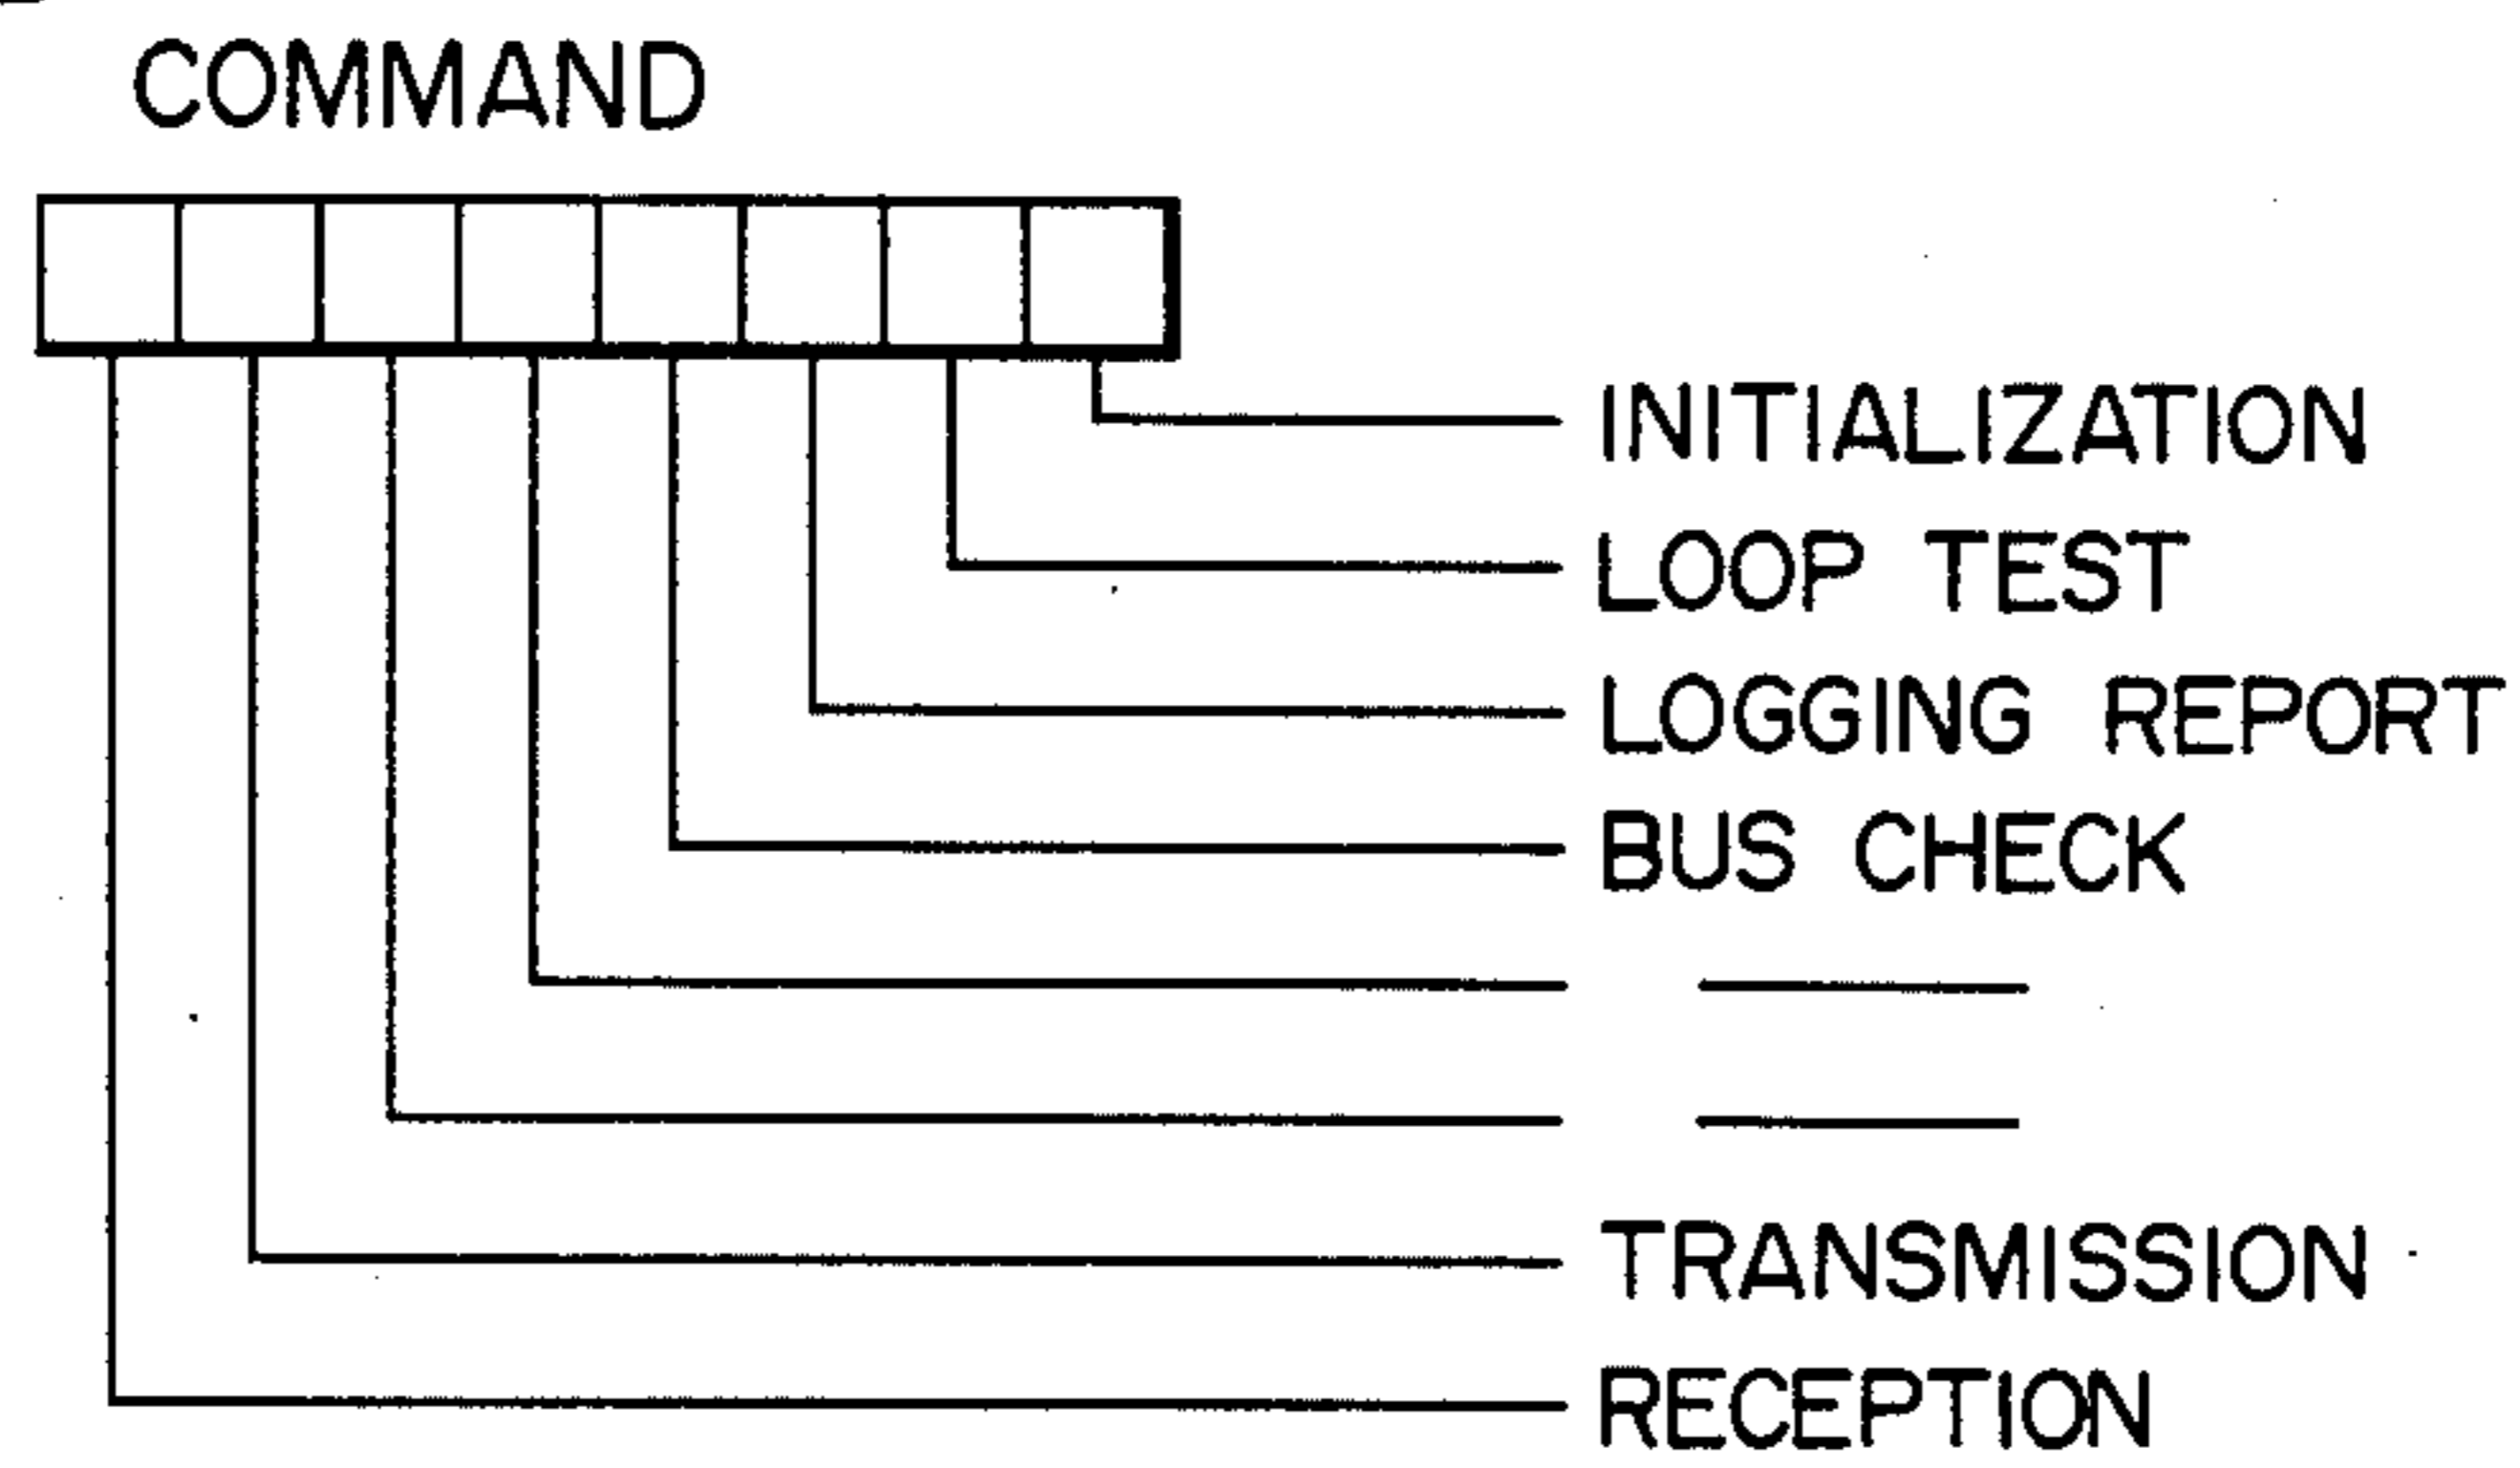 COMMAND
INITIALIZATION
LOOP TEST
LOGGING REPORT
BUS CHECK
TRANSMISSION
RECEPTION